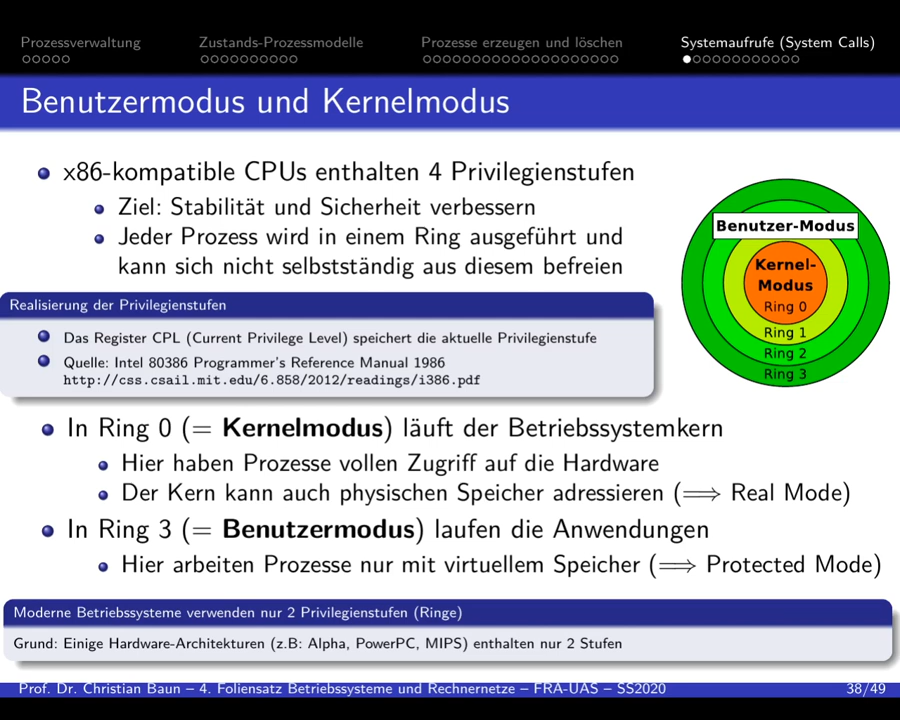 Prozessverwaltung
Zustands-Prozessmodelle
Prozesse erzeugen und löschen
Systemaufrufe (System Calls)
Benutzermodus und Kernelmodus
x86-kompatible CPUs enthalten 4 Privilegienstufen
Ziel: Stabilität und Sicherheit verbessern
Jeder Prozess wird in einem Ring ausgeführt und
kann sich nicht selbstständig aus diesem befreien
Benutzer-Modus
Kernel-
Modus
Ring 0
Ring 1
Ring 2
Ring 3
Realisierung der Privilegienstufen
Das Register CPL (Current Privilege Level) speichert die aktuelle Privilegienstufe
Quelle: Intel 80386 Programmer's Reference Manual 1986
http://css.csail.mit.edu/6.858/2012/readings/i386.pdf
In Ring 0 (= Kernelmodus) läuft der Betriebssystemkern
Hier haben Prozesse vollen Zugriff auf die Hardware
Der Kern kann auch physischen Speicher adressieren (⟹ Real Mode)
In Ring 3 (= Benutzermodus) laufen die Anwendungen
Hier arbeiten Prozesse nur mit virtuellem Speicher (⟹ Protected Mode)
Moderne Betriebssysteme verwenden nur 2 Privilegienstufen (Ringe)
Grund: Einige Hardware-Architekturen (z.B: Alpha, PowerPC, MIPS) enthalten nur 2 Stufen
Prof. Dr. Christian Baun – 4. Foliensatz Betriebssysteme und Rechnernetze – FRA-UAS – SS2020
38/49